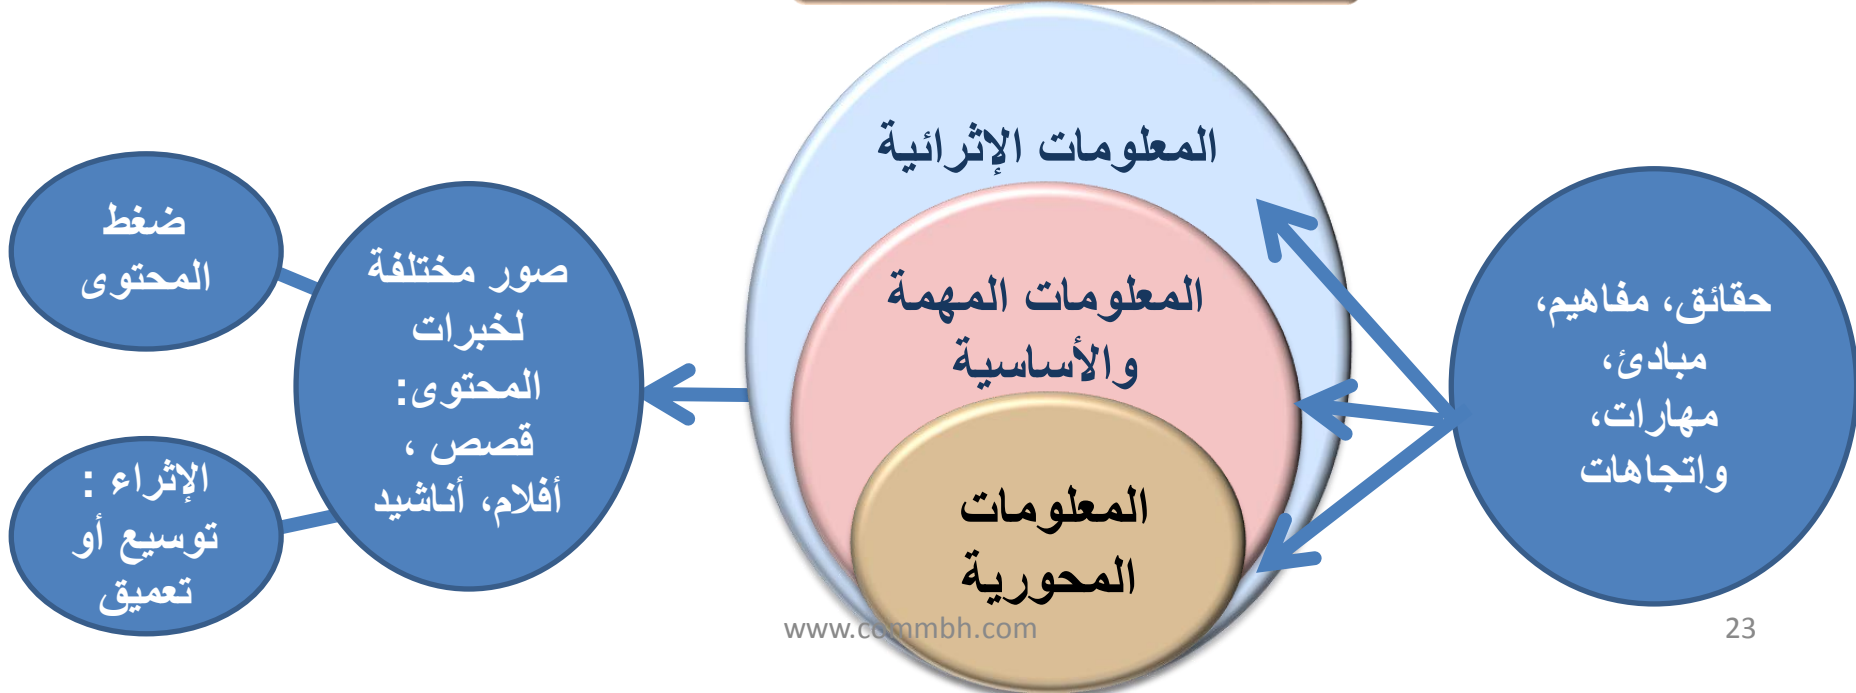 حقائق، مفاهيم،
مبادئ،
مهارات،
واتجاهات
المعلومات الإثرائية
المعلومات المهمة
والأساسية
المعلومات
المحورية
صور مختلفة
لخبرات
المحتوى:
قصص ،
أفلام، أناشيد
ضغط
المحتوى
الإثراء :
توسيع أو
تعميق
www.commbh.com
23